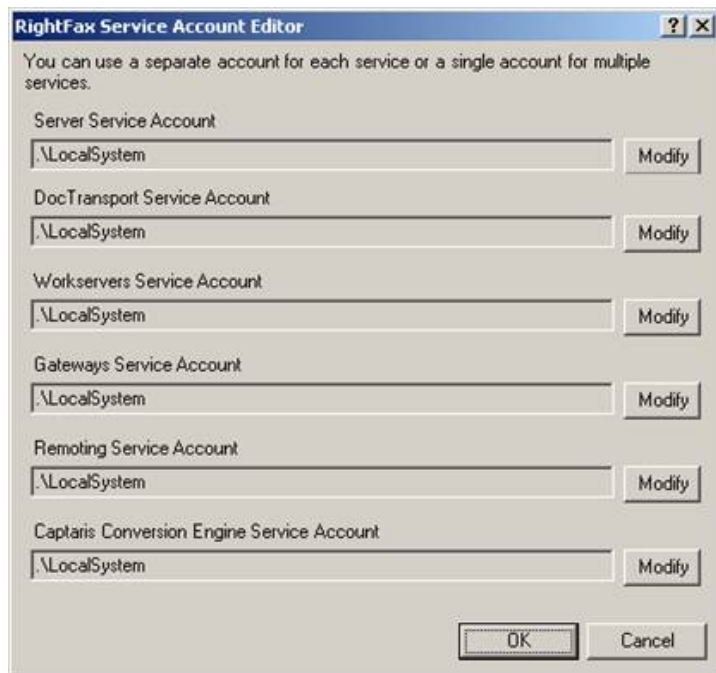 RightFax Service Account Editor
You can use a separate account for each service or a single account for multiple
services.
Server Service Account
.\LocalSystem
Modify
DocTransport Service Account
.\LocalSystem
Modify
Workservers Service Account
.\LocalSystem
Modify
Gateways Service Account
.\LocalSystem
Modify
Remoting Service Account
.\LocalSystem
Modify
Captaris Conversion Engine Service Account
.\LocalSystem
Modify
OK
Cancel